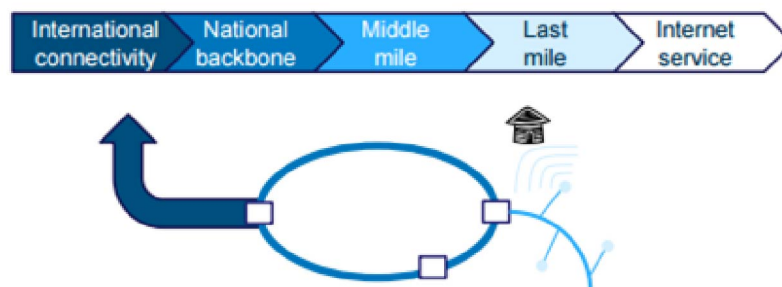 International
connectivity
National
backbone
Middle
mile
Last
mile
Internet
service